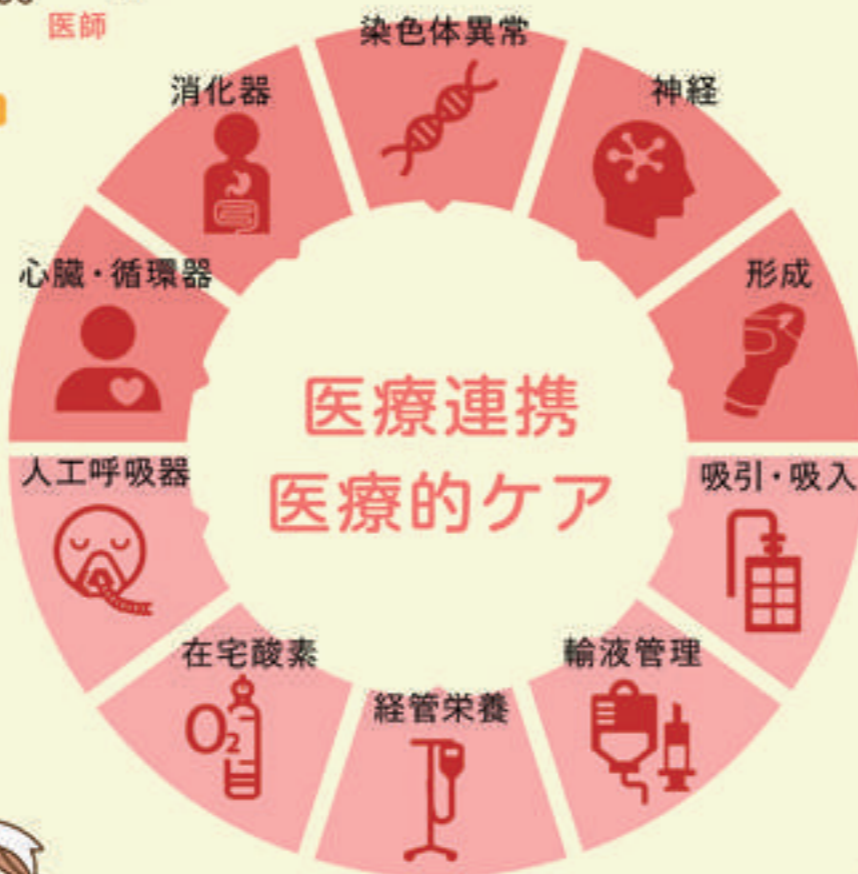 医師
染色体異常
消化器
神経
心臓・循環器
形成
医療連携
医療的ケア
人工呼吸器
吸引・吸入
在宅酸素
輸液管理
経管栄養
O₂